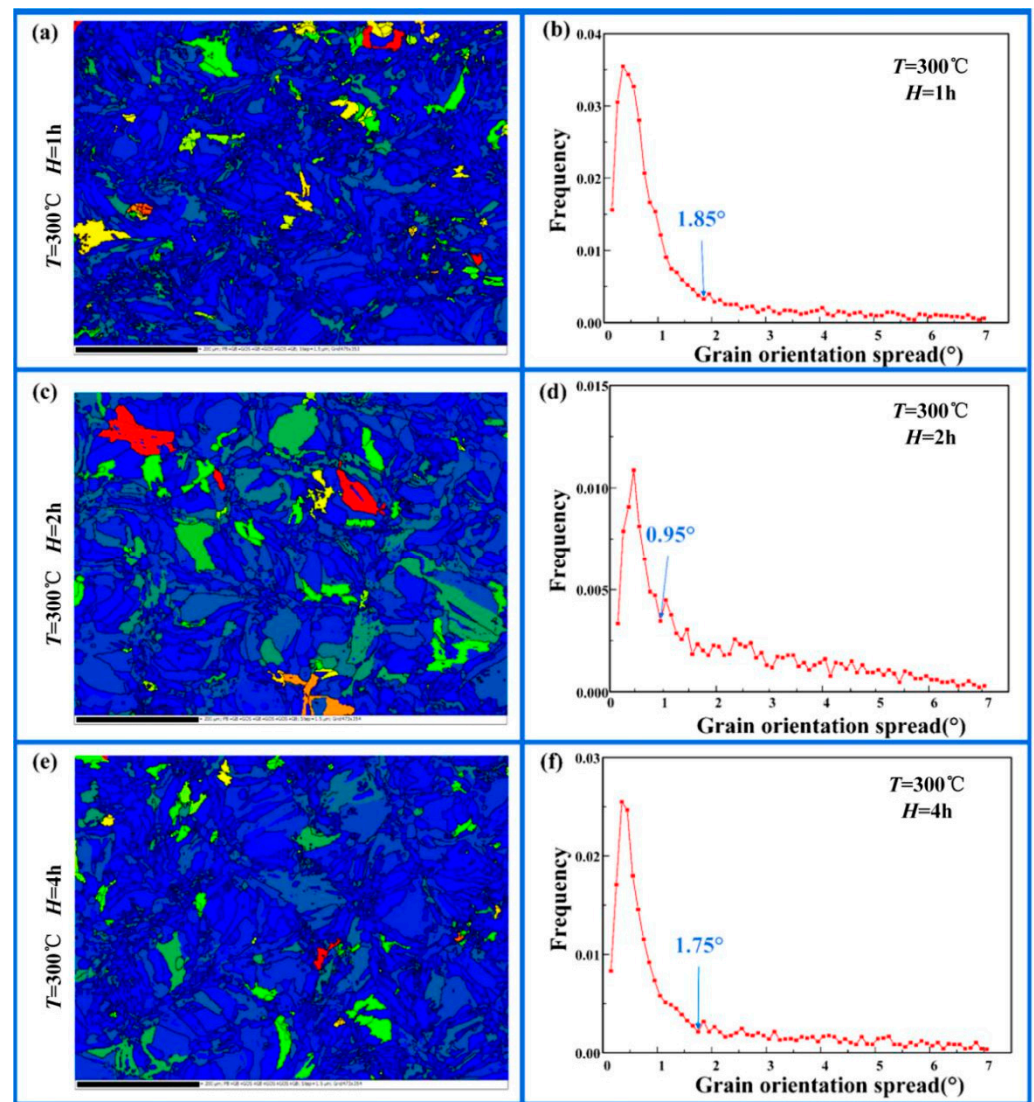 (a)
T=300℃ H=1h
(b)
T=300℃
H=1h
1.85°
Frequency
0.04
0.03
0.02
0.01
0.00
0 1 2 3 4 5 6 7
Grain orientation spread(°)
(c)
T=300℃ H=2h
(d)
T=300℃
H=2h
0.95°
Frequency
0.015
0.010
0.005
0.000
0 1 2 3 4 5 6 7
Grain orientation spread(°)
(e)
T=300℃ H=4h
(f)
T=300℃
H=4h
1.75°
Frequency
0.03
0.02
0.01
0.00
0 1 2 3 4 5 6 7
Grain orientation spread(°)